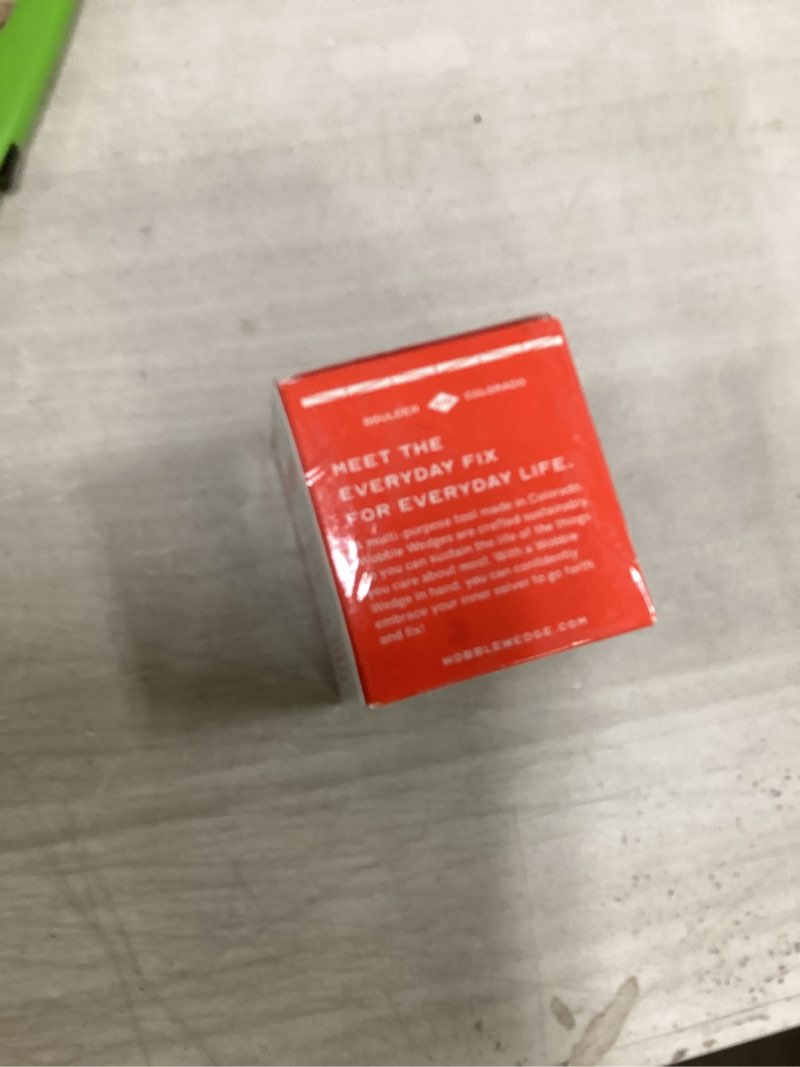 BOULDER COLORADO
MEET THE
EVERYDAY FIX
FOR EVERYDAY LIFE.
multi-purpose tool made in Colorado
Wobble Wedges are crafted sustainably
you can sustain the life of the things
you care about most. With a Wobble
Wedge in hand, you can confidently
embrace your inner solver to go forth
and fix!
WOBBLEWEDGE.COM